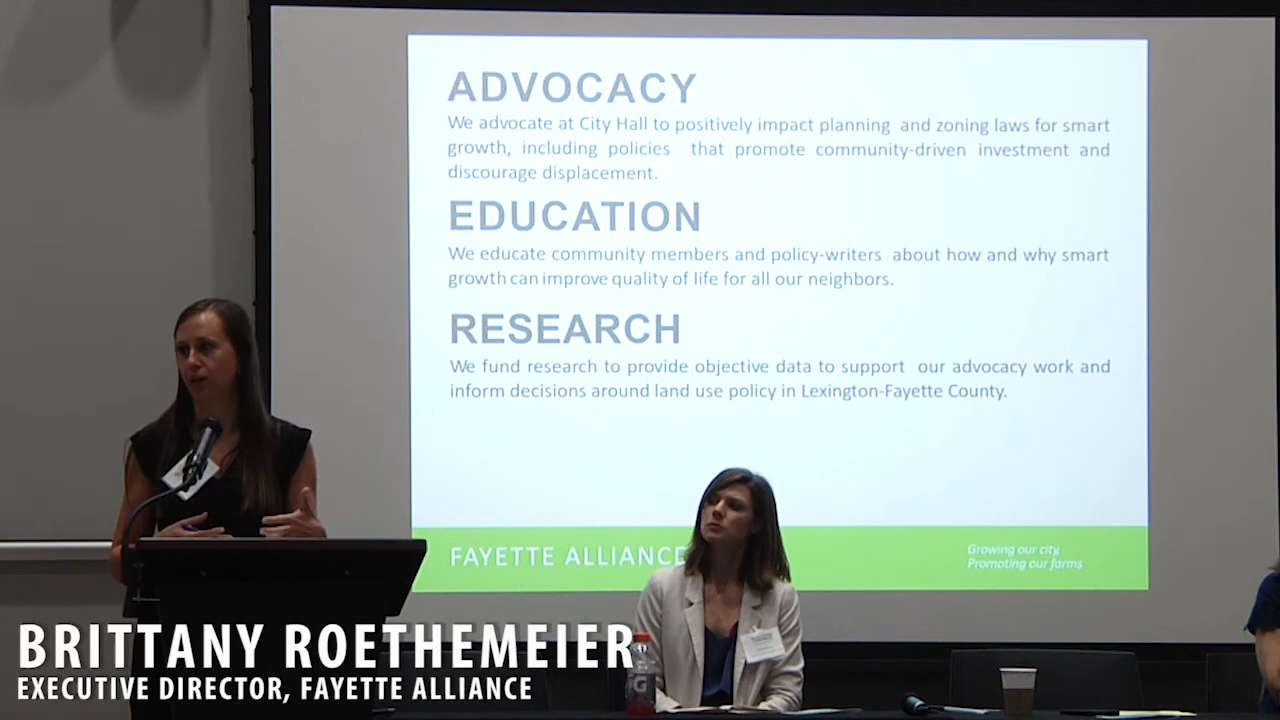 ADVOCACY
We advocate at City Hall to positively impact planning and zoning laws for smart
growth, including policies that promote community-driven investment and
discourage displacement.
EDUCATION
We educate community members and policy-writers about how and why smart
growth can improve quality of life for all our neighbors.
RESEARCH
We fund research to provide objective data to support our advocacy work and
inform decisions around land use policy in Lexington-Fayette County.
FAYETTE ALLIANCE
Growing our city,
Promoting our farms
BRITTANY ROETHEMEIER
EXECUTIVE DIRECTOR, FAYETTE ALLIANCE
G